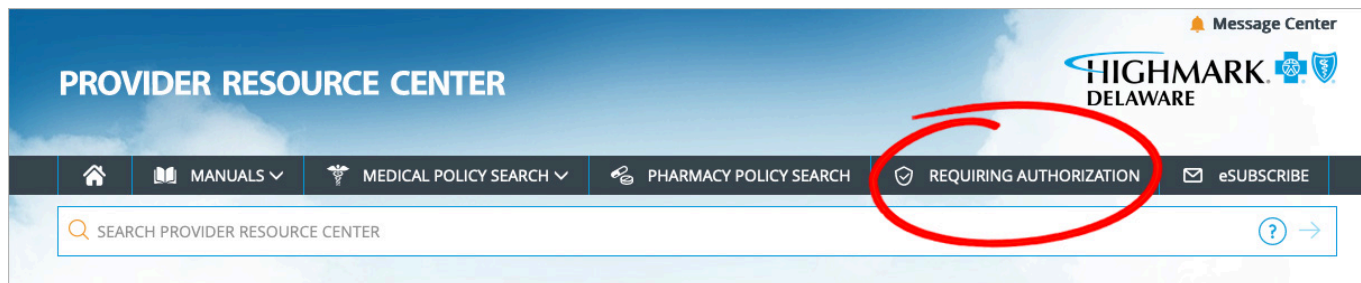 Message Center
PROVIDER RESOURCE CENTER
HIGHMARK
DELAWARE
MANUALS MEDICAL POLICY SEARCH PHARMACY POLICY SEARCH REQUIRING AUTHORIZATION eSUBSCRIBE
SEARCH PROVIDER RESOURCE CENTER ?